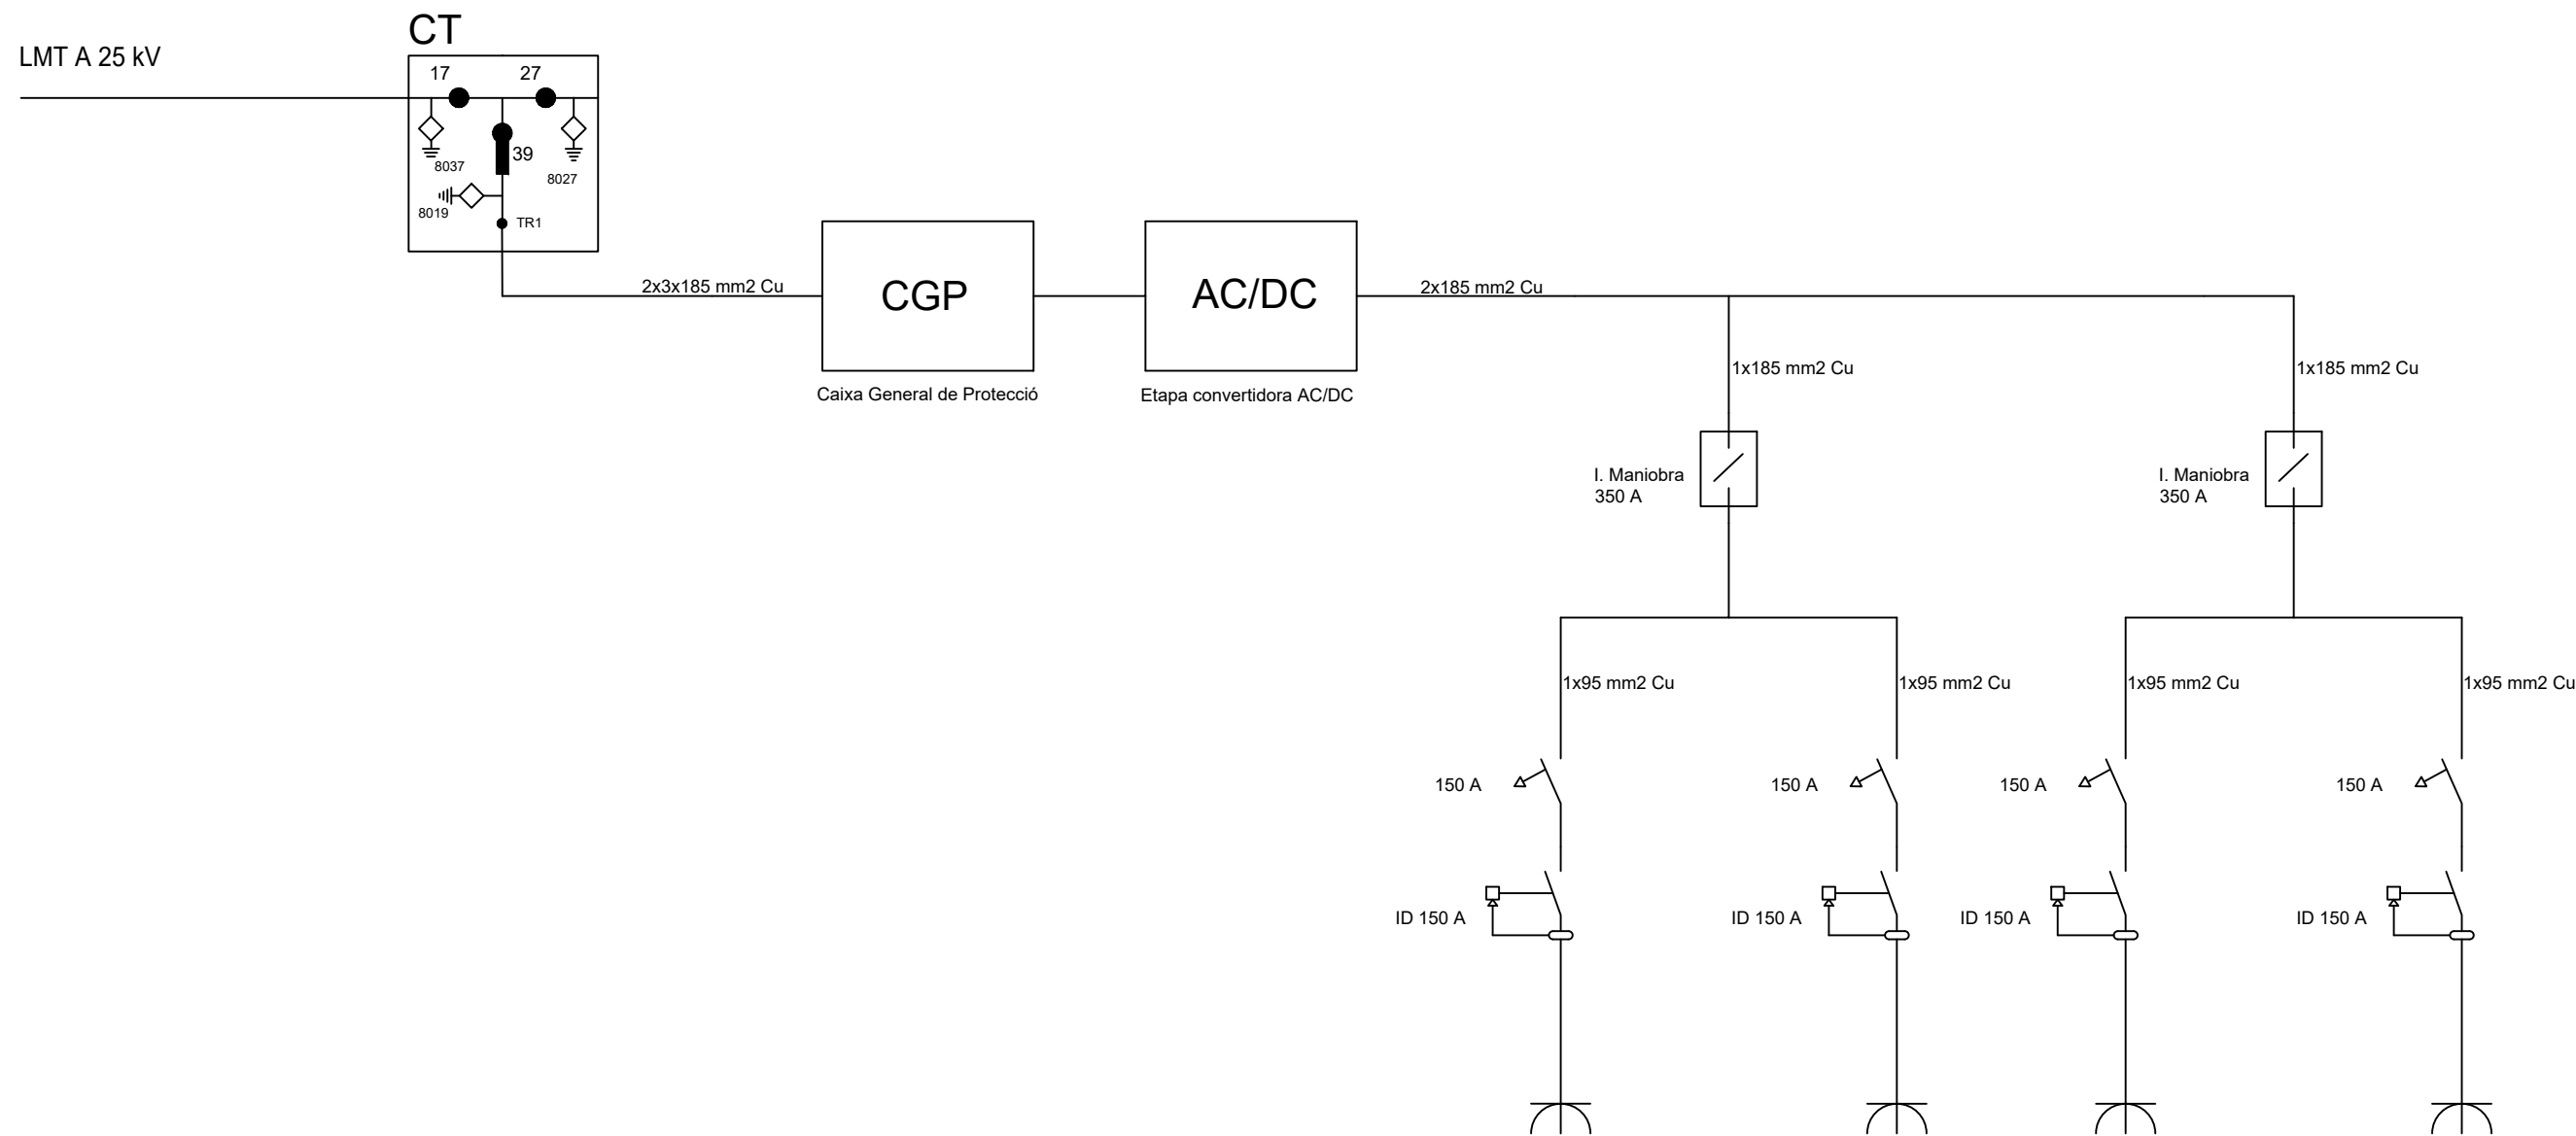 CT
LMT A 25 kV
17
27
39
8037
8027
8019
TR1
2x3x185 mm2 Cu
CGP
Caixa General de Protecció
AC/DC
Etapa convertidora AC/DC
2x185 mm2 Cu
1x185 mm2 Cu
1x185 mm2 Cu
I. Maniobra
350 A
I. Maniobra
350 A
1x95 mm2 Cu
1x95 mm2 Cu
1x95 mm2 Cu
1x95 mm2 Cu
150 A
150 A
150 A
150 A
ID 150 A
ID 150 A
ID 150 A
ID 150 A